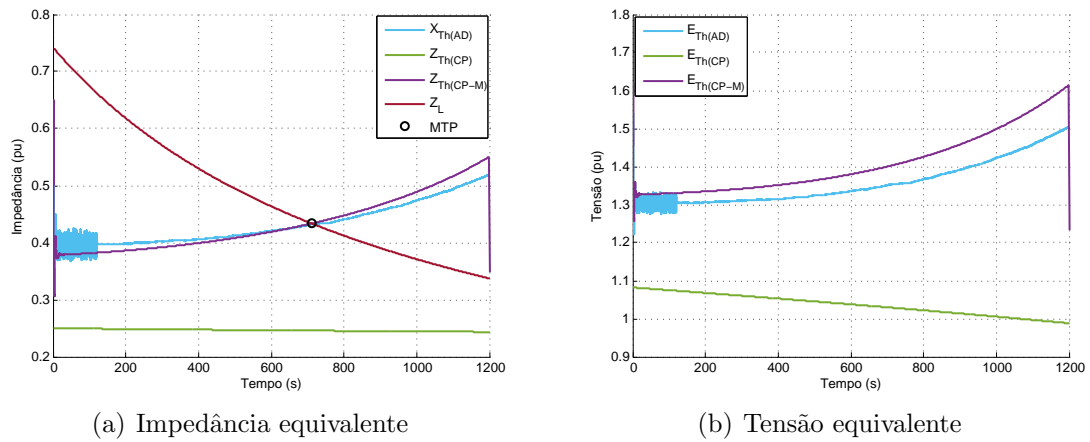 0.8
0.7
0.6
0.5
0.4
0.3
0.2
0
200
400
600
800
1000
1200
Impedância (pu)
Tempo (s)
X_Th(AD)
Z_Th(CP)
Z_Th(CP−M)
Z_L
MTP
(a) Impedância equivalente
1.8
1.7
1.6
1.5
1.4
1.3
1.2
1.1
1
0.9
0
200
400
600
800
1000
1200
Tensão (pu)
Tempo (s)
E_Th(AD)
E_Th(CP)
E_Th(CP−M)
(b) Tensão equivalente